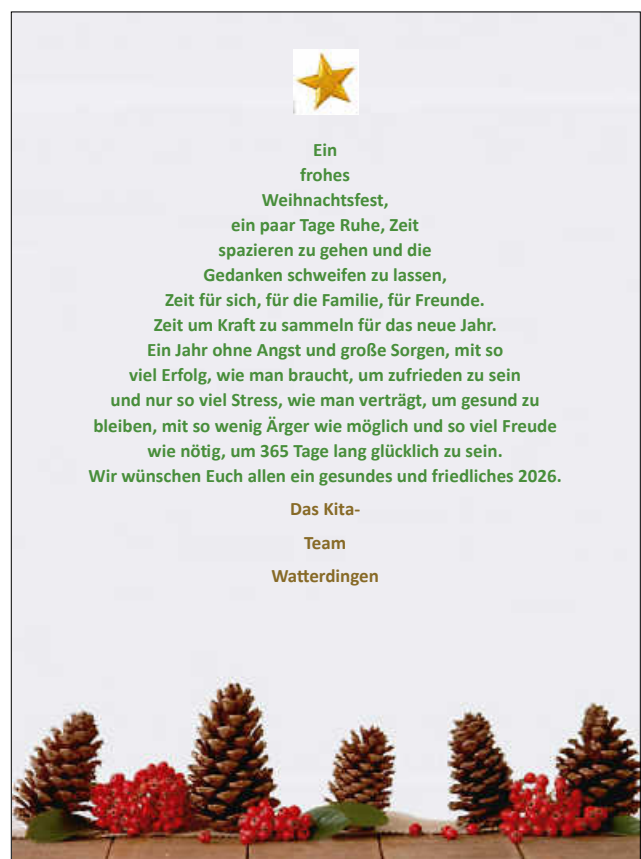 Ein
frohes
Weihnachtsfest,
ein paar Tage Ruhe, Zeit
spazieren zu gehen und die
Gedanken schweifen zu lassen,
Zeit für sich, für die Familie, für Freunde.
Zeit um Kraft zu sammeln für das neue Jahr.
Ein Jahr ohne Angst und große Sorgen, mit so
viel Erfolg, wie man braucht, um zufrieden zu sein
und nur so viel Stress, wie man verträgt, um gesund zu
bleiben, mit so wenig Ärger wie möglich und so viel Freude
wie nötig, um 365 Tage lang glücklich zu sein.
Wir wünschen Euch allen ein gesundes und friedliches 2026.
Das Kita-
Team
Watterdingen